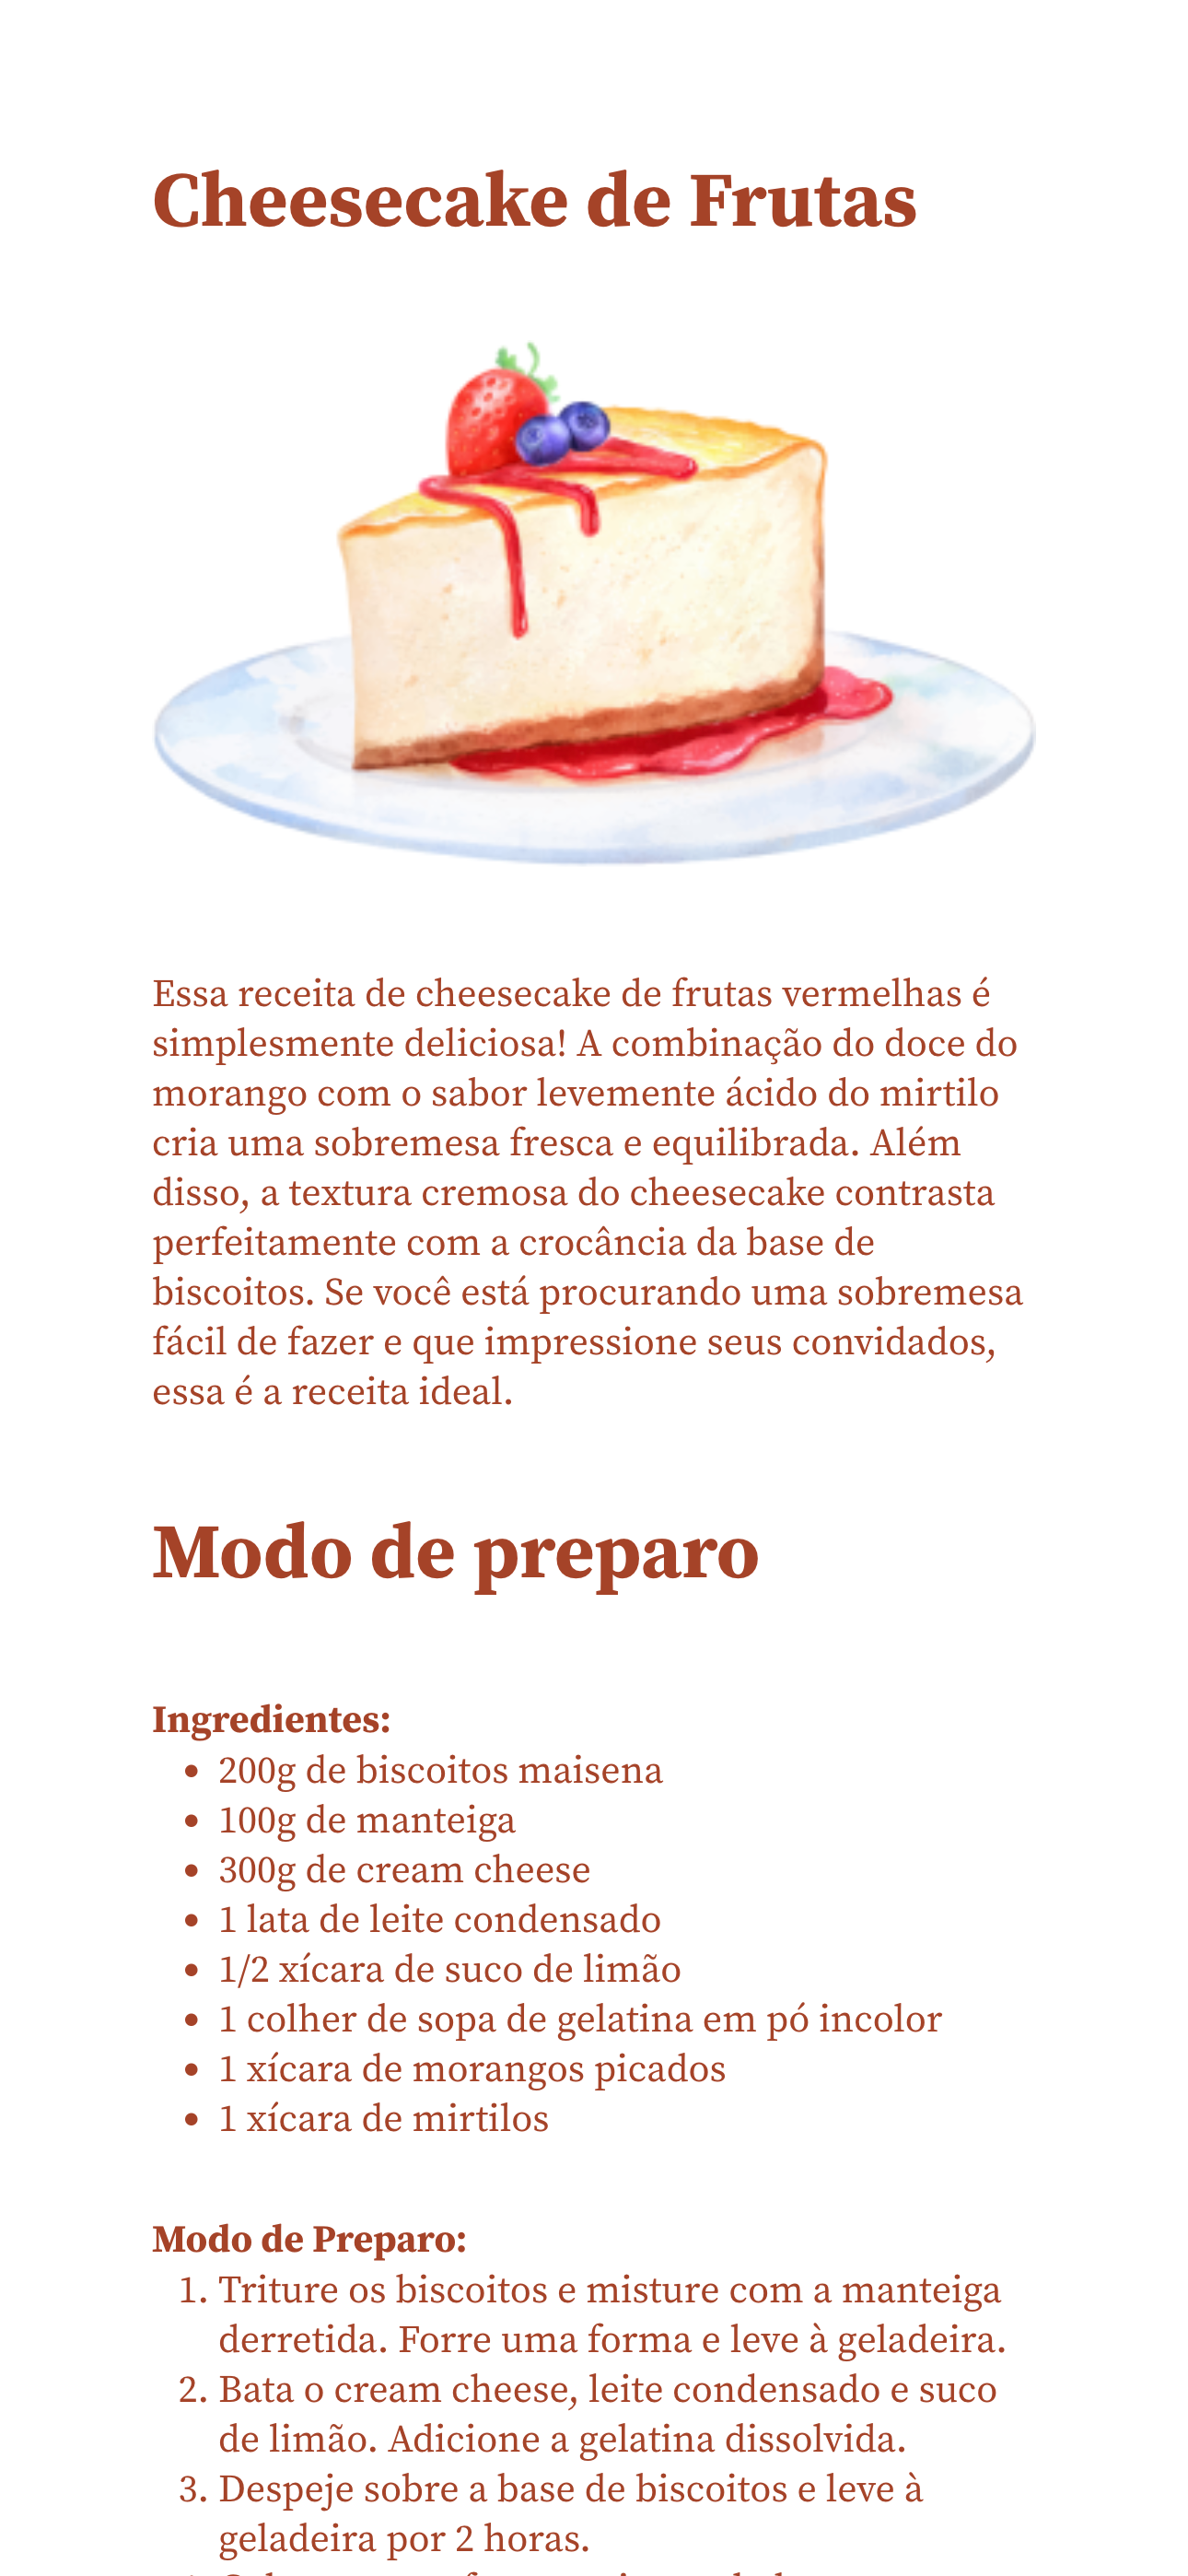 Cheesecake de Frutas
Essa receita de cheesecake de frutas vermelhas é
simplesmente deliciosa! A combinação do doce do
morango com o sabor levemente ácido do mirtilo
cria uma sobremesa fresca e equilibrada. Além
disso, a textura cremosa do cheesecake contrasta
perfeitamente com a crocância da base de
biscoitos. Se você está procurando uma sobremesa
fácil de fazer e que impressione seus convidados,
essa é a receita ideal.
Modo de preparo
Ingredientes:
• 200g de biscoitos maisena
• 100g de manteiga
• 300g de cream cheese
• 1 lata de leite condensado
• 1/2 xícara de suco de limão
• 1 colher de sopa de gelatina em pó incolor
• 1 xícara de morangos picados
• 1 xícara de mirtilos
Modo de Preparo:
1. Triture os biscoitos e misture com a manteiga
derretida. Forre uma forma e leve à geladeira.
2. Bata o cream cheese, leite condensado e suco
de limão. Adicione a gelatina dissolvida.
3. Despeje sobre a base de biscoitos e leve à
geladeira por 2 horas.